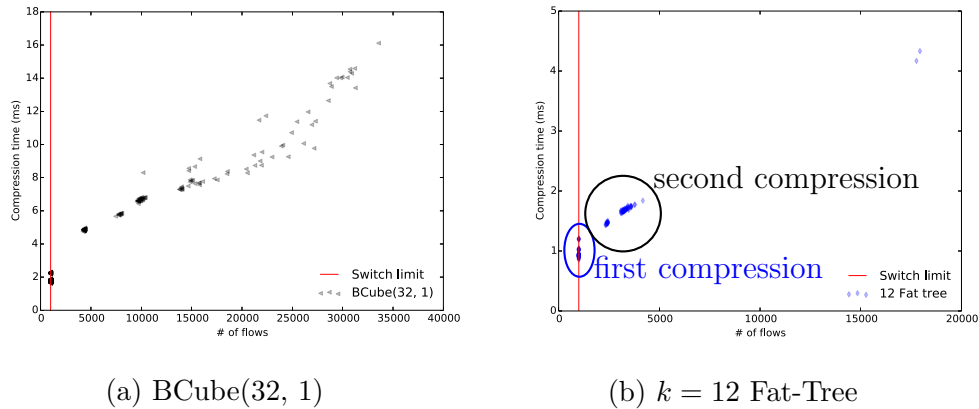 18
16
14
12
10
8
6
4
2
0
Compression time (ms)
0 5000 10000 15000 20000 25000 30000 35000 40000
# of flows
Switch limit
BCube(32, 1)
(a) BCube(32, 1)
5
4
3
2
1
0
Compression time (ms)
second compression
first compression
Switch limit
12 Fat tree
0 5000 10000 15000 20000
# of flows
(b) k = 12 Fat-Tree